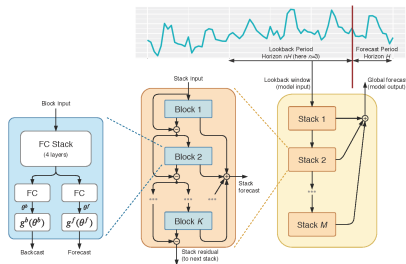 Lookback Period
Horizon nH (here n=3)
Forecast Period
Horizon H
Block input
FC Stack
(4 layers)
FC
FC
θᵇ
θᶠ
gᵇ(θᵇ)
gᶠ(θᶠ)
Backcast
Forecast
Stack input
Block 1
Block 2
Block K
Stack
forecast
Stack residual
(to next stack)
Lookback window
(model input)
Global forecast
(model output)
Stack 1
Stack 2
Stack M